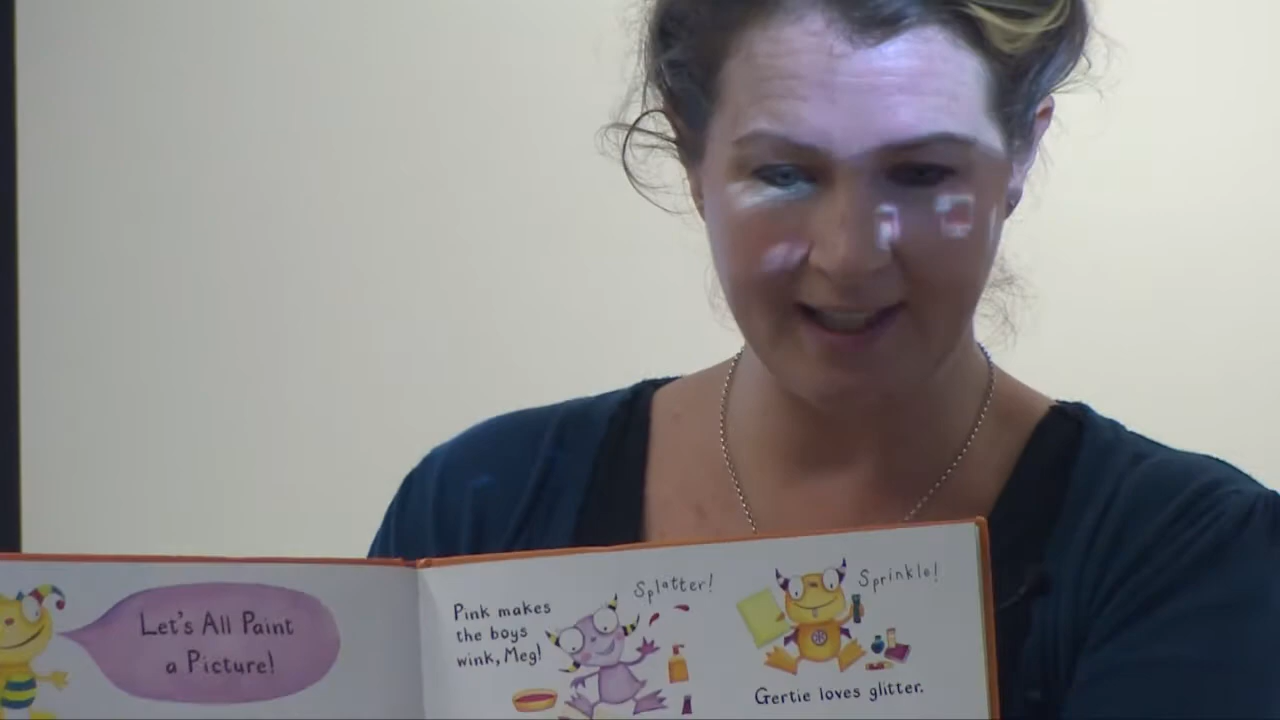 Let's All Paint
a Picture!
Pink makes
the boys
wink, Meg!
Splatter!
Sprinkle!
Gertie loves glitter.